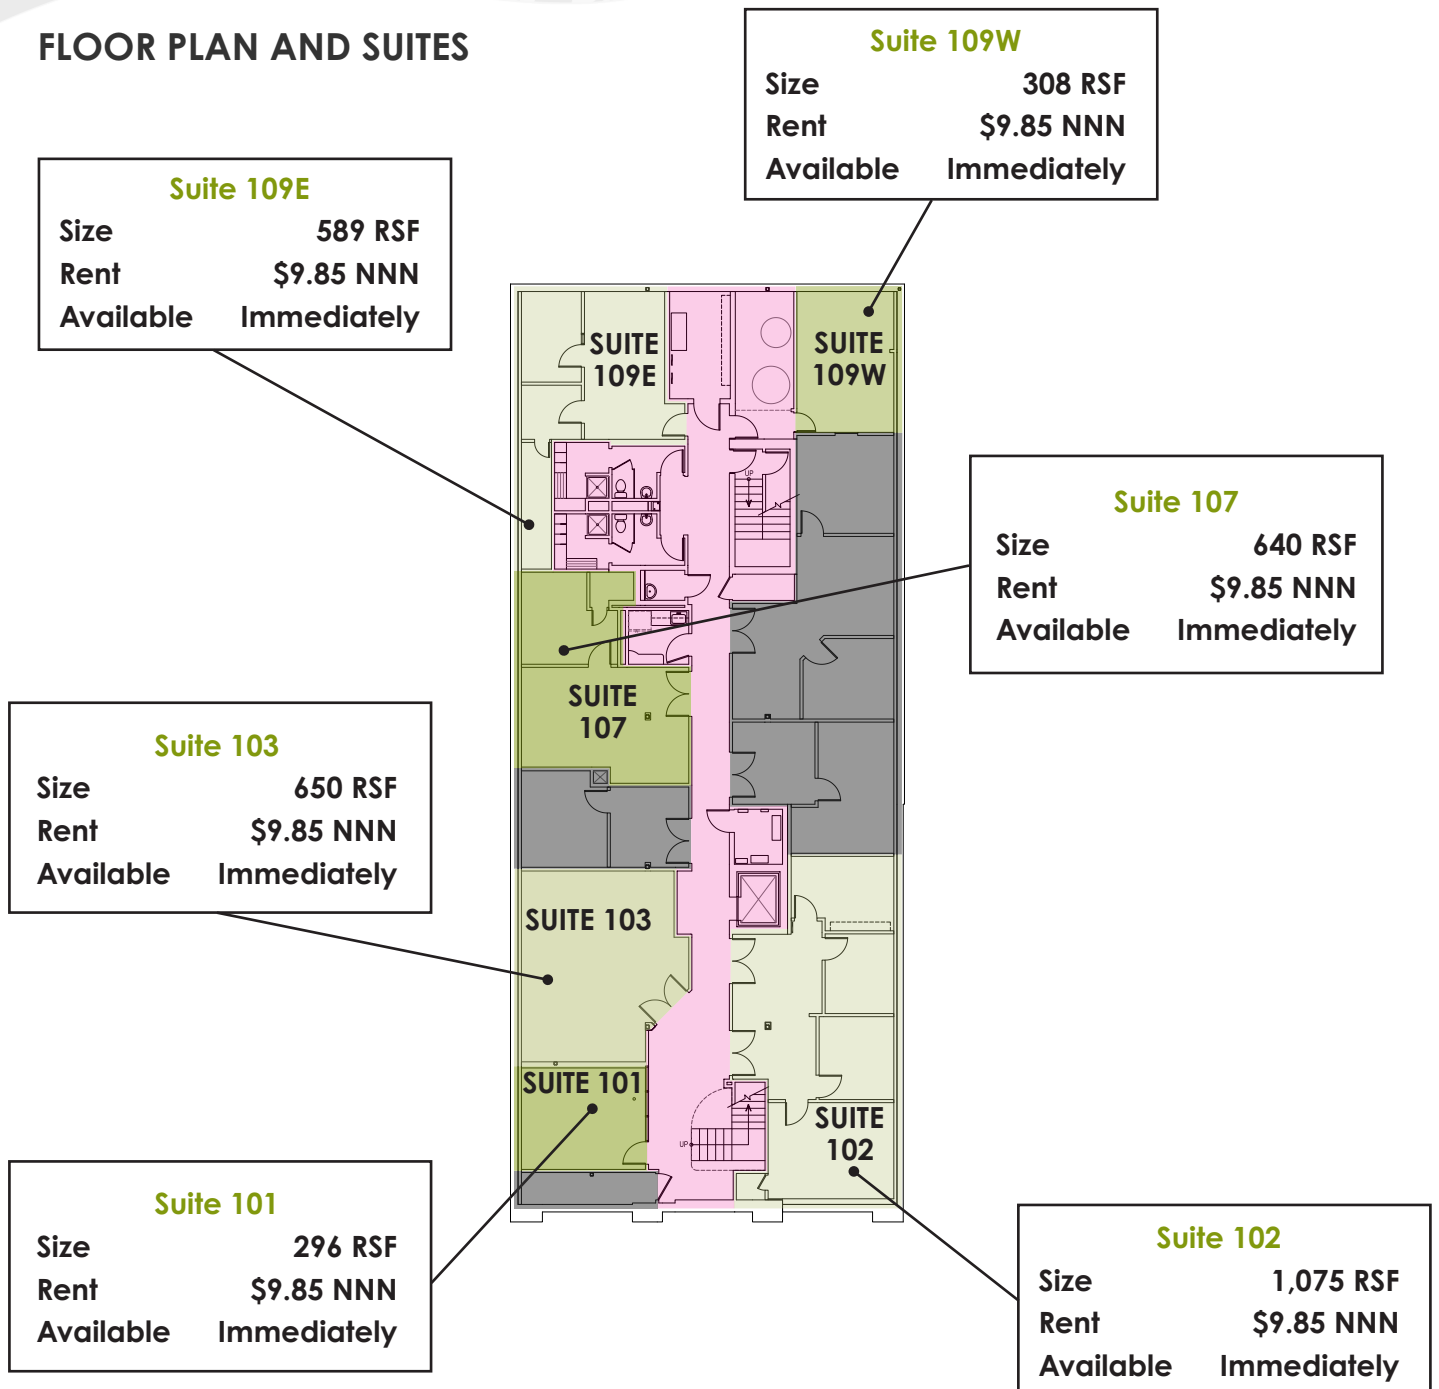 FLOOR PLAN AND SUITES
Suite 109W
Size 308 RSF
Rent $9.85 NNN
Available Immediately
Suite 109E
Size 589 RSF
Rent $9.85 NNN
Available Immediately
SUITE
109E
SUITE
109W
UP
Suite 107
Size 640 RSF
Rent $9.85 NNN
Available Immediately
SUITE
107
Suite 103
Size 650 RSF
Rent $9.85 NNN
Available Immediately
SUITE 103
SUITE 101
SUITE
102
UP
Suite 101
Size 296 RSF
Rent $9.85 NNN
Available Immediately
Suite 102
Size 1,075 RSF
Rent $9.85 NNN
Available Immediately